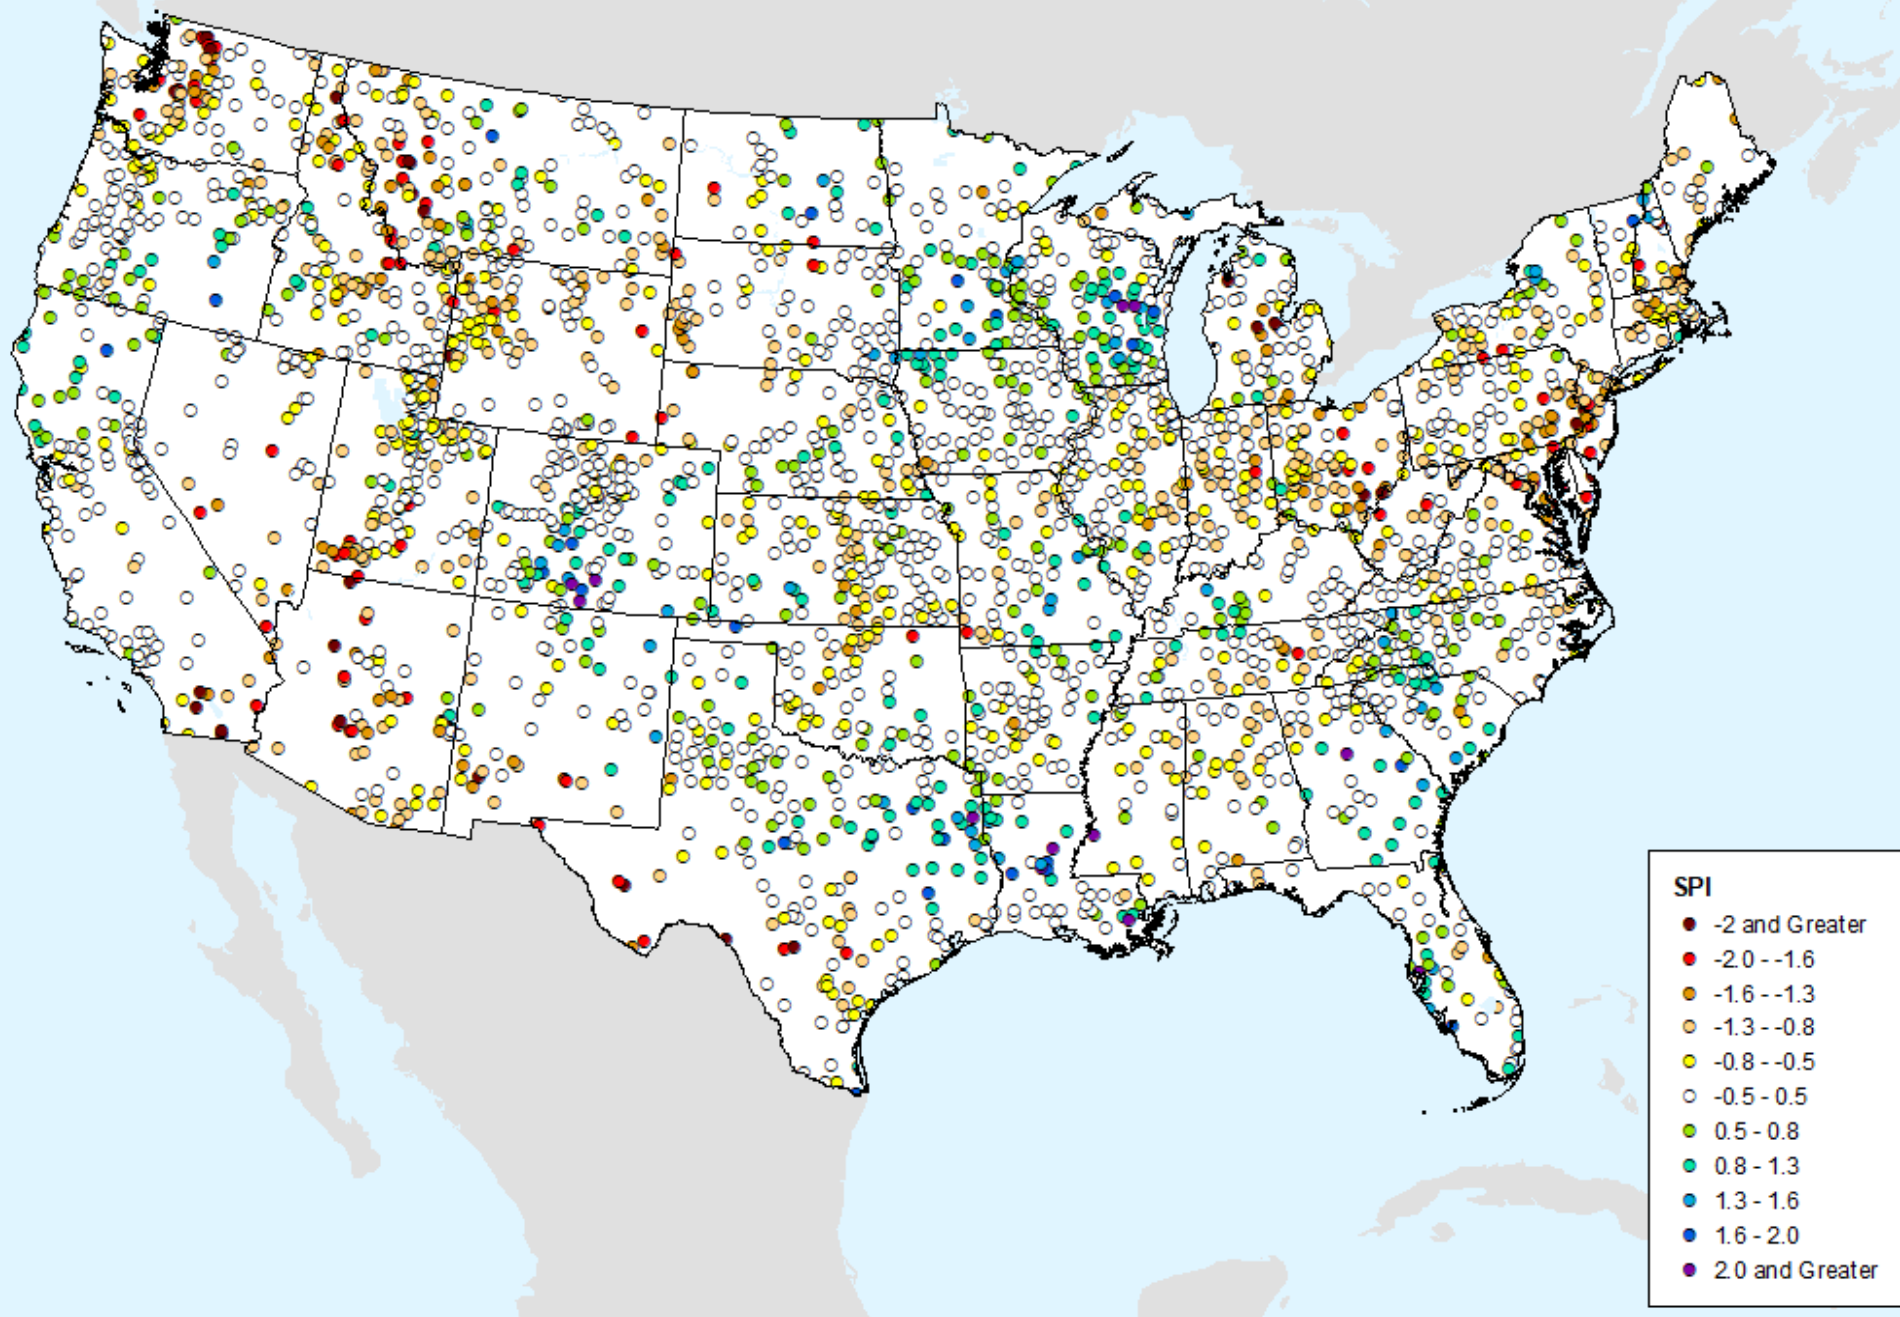 SPI
-2 and Greater
-2.0 - -1.6
-1.6 - -1.3
-1.3 - -0.8
-0.8 - -0.5
-0.5 - 0.5
0.5 - 0.8
0.8 - 1.3
1.3 - 1.6
1.6 - 2.0
2.0 and Greater